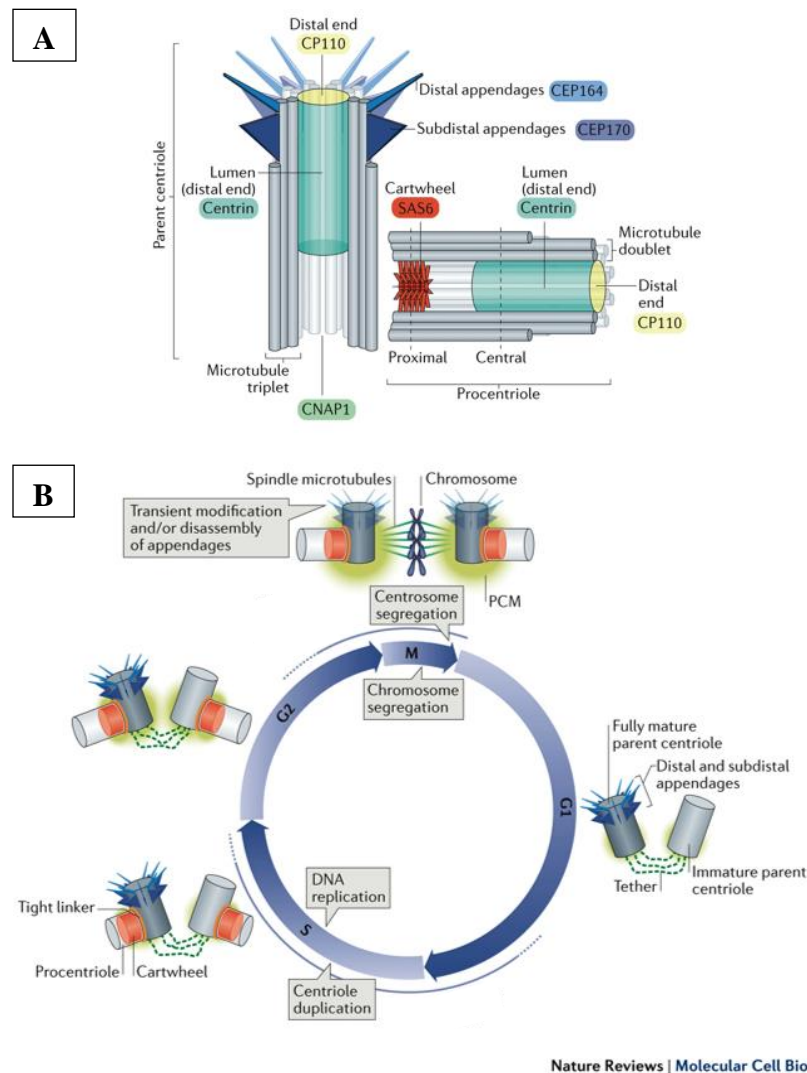 A
Distal end
CP110
Distal appendages CEP164
Subdistal appendages CEP170
Parent centriole
Lumen
(distal end)
Centrin
Cartwheel
SAS6
Lumen
(distal end)
Centrin
Microtubule
doublet
Distal
end
CP110
Proximal
Central
Microtubule
triplet
Procentriole
CNAP1
B
Spindle microtubules
Chromosome
Transient modification
and/or disassembly
of appendages
PCM
Centrosome
segregation
M
Chromosome
segregation
G2
Fully mature
parent centriole
Distal and subdistal
appendages
G1
Immature parent
centriole
Tether
DNA
replication
Tight linker
S
Procentriole
Cartwheel
Centriole
duplication
Nature Reviews | Molecular Cell Bio